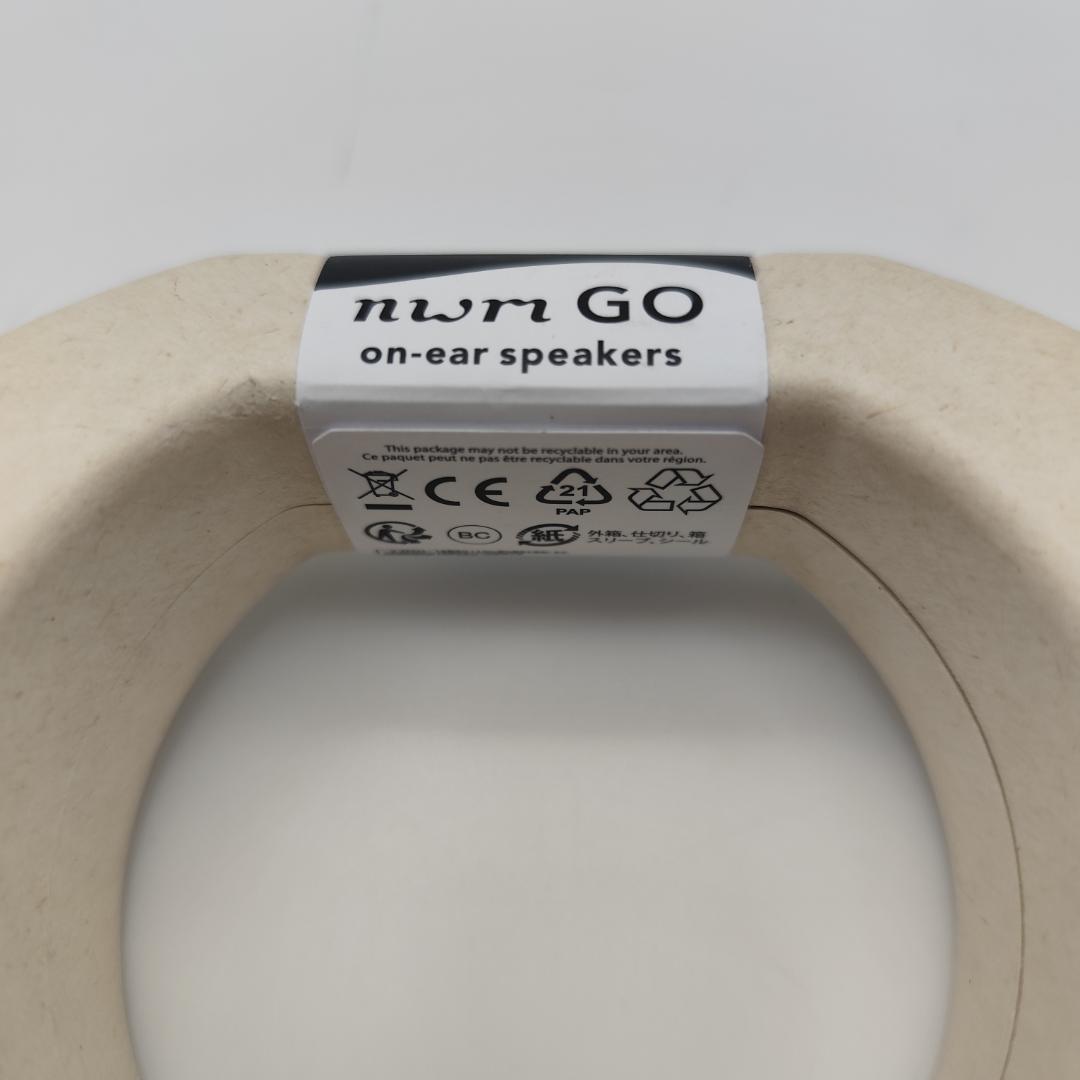 nwm GO
on-ear speakers
This package may not be recyclable in your area.
Ce paquet peut ne pas être recyclable dans votre région.
CE 21
PAP
BC 紙 外箱、仕切り、箱
スリーブ、シール